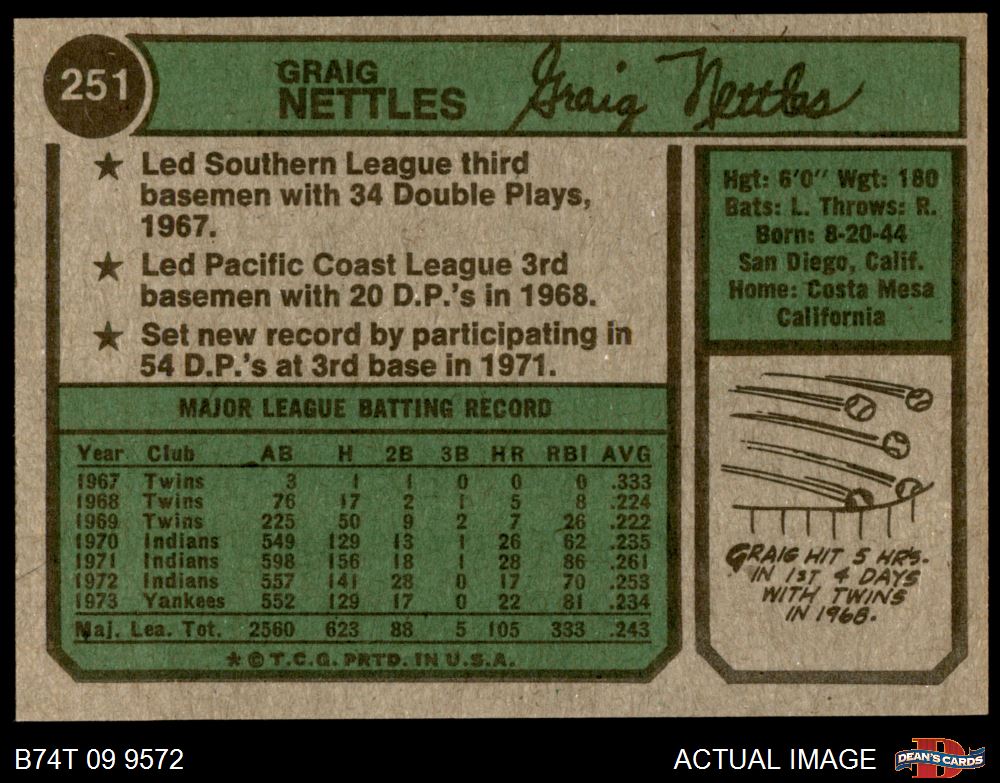 251
GRAIG
NETTLES
Graig Nettles
★ Led Southern League third
basemen with 34 Double Plays,
1967.
★ Led Pacific Coast League 3rd
basemen with 20 D.P.'s in 1968.
★ Set new record by participating in
54 D.P.'s at 3rd base in 1971.
Hgt: 6'0" Wgt: 180
Bats: L. Throws: R.
Born: 8-20-44
San Diego, Calif.
Home: Costa Mesa
California
MAJOR LEAGUE BATTING RECORD
Year Club AB H 2B 3B HR RBI AVG
1967 Twins 3 1 1 0 0 0 .333
1968 Twins 76 17 2 1 5 8 .224
1969 Twins 225 50 9 2 7 26 .222
1970 Indians 549 129 13 1 26 62 .235
1971 Indians 598 156 18 1 28 86 .261
1972 Indians 557 141 28 0 17 70 .253
1973 Yankees 552 129 17 0 22 81 .234
Maj. Lea. Tot. 2560 623 88 5 105 333 .243
★ © T.C.G. PRTD. IN U.S.A.
GRAIG HIT 5 HRS.
IN 1ST 4 DAYS
WITH TWINS
IN 1968.
B74T 09 9572
ACTUAL IMAGE
D
DEAN'S CARDS